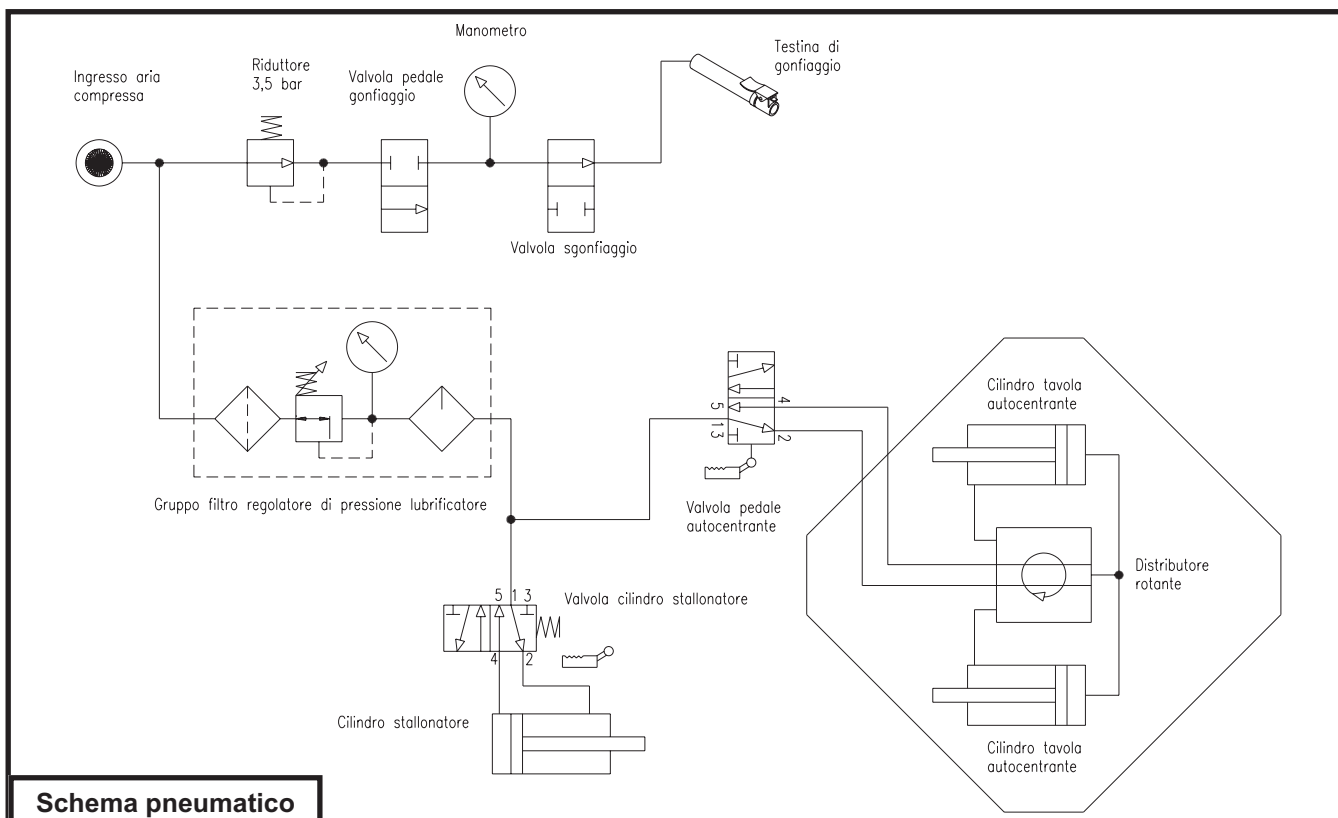 Manometro
Ingresso aria
compressa
Riduttore
3,5 bar
Valvola pedale
gonfiaggio
Testina di
gonfiaggio
Valvola sgonfiaggio
Gruppo filtro regolatore di pressione lubrificatore
5
4
1
3
2
Valvola pedale
autocentrante
Cilindro tavola
autocentrante
Distributore
rotante
Cilindro tavola
autocentrante
5 1 3
Valvola cilindro stallonatore
4 2
Cilindro stallonatore
Schema pneumatico